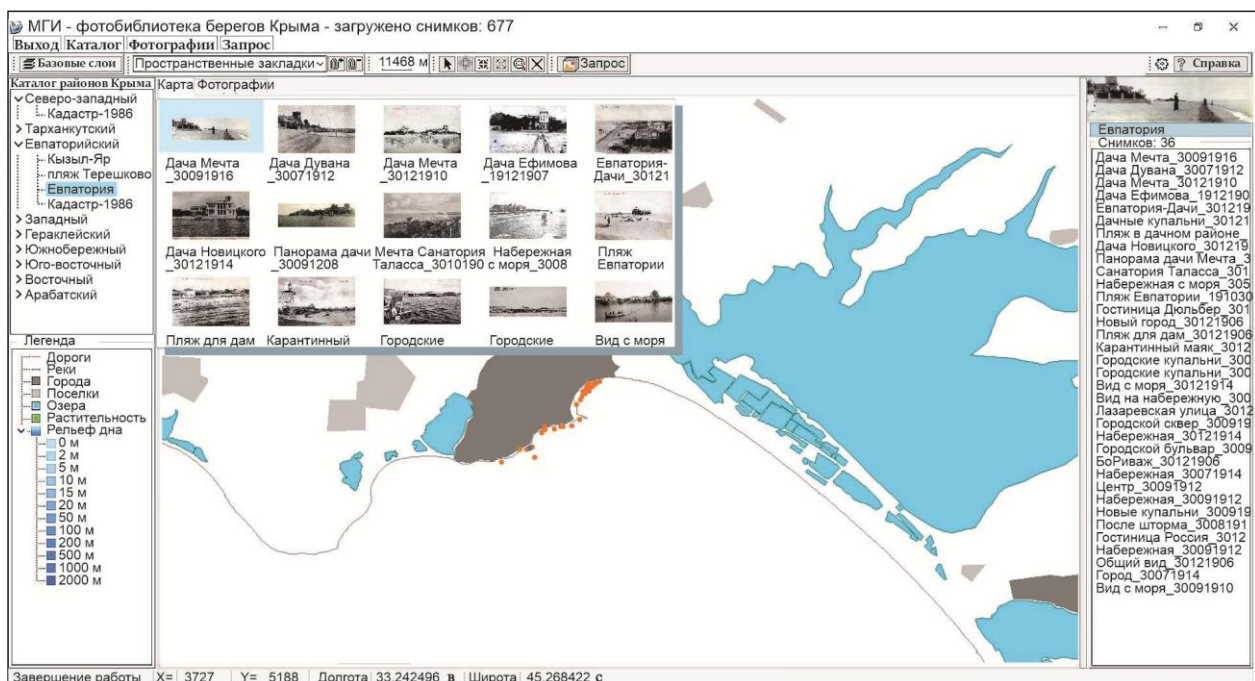 МГИ - фотобиблиотека берегов Крыма - загружено снимков: 677
Выход Каталог Фотографии Запрос
Базовые слои Пространственные закладки 11468 м Запрос ? Справка
Каталог районов Крыма
Северо-западный
Кадастр-1986
Тарханкутский
Евпаторийский
Кызыл-Яр
пляж Терешково
Евпатория
Кадастр-1986
Западный
Гераклейский
Южнобережный
Юго-восточный
Восточный
Арабатский
Легенда
Дороги
Реки
Города
Поселки
Озера
Растительность
Рельеф дна
0 м
2 м
5 м
10 м
15 м
20 м
50 м
100 м
200 м
500 м
1000 м
2000 м
Карта Фотографии
Дача Мечта Дача Дувана Дача Мечта Дача Ефимова Евпатория-
_30091916 _30071912 _30121910 _19121907 Дачи_30121
Дача Новицкого Панорама дачи Мечта Санатория Набережная Пляж
_30121914 _30091208 Таласса_3010190 с моря_3008 Евпатории
Пляж для дам Карантинный Городские Городские Вид с моря
Евпатория
Снимков: 36
Дача Мечта_30091916
Дача Дувана_30071912
Дача Мечта_30121910
Дача Ефимова_1912190
Евпатория-Дачи_301219
Дачные купальни_30121
Пляж в дачном районе_
Дача Новицкого_301219
Панорама дачи Мечта_3
Санатория Таласса_301
Набережная с моря_305
Пляж Евпатории_191030
Гостиница Дюльбер_301
Новый город_30121906
Пляж для дам_30121906
Карантинный маяк_3012
Городские купальни_300
Городские купальни_300
Вид с моря_30121914
Вид на набережную_300
Лазаревская улица_3012
Городской сквер_300919
Набережная_30121914
Городской бульвар_3009
БоРиваж_30121906
Набережная_30071914
Центр_30091912
Набережная_30091912
Новые купальни_300919
После шторма_3008191
Гостиница Россия_3012
Набережная_30091912
Общий вид_30121906
Город_30071914
Вид с моря_30091910
Завершение работы X= 3727 Y= 5188 Долгота 33.242496 в Широта 45.268422 с